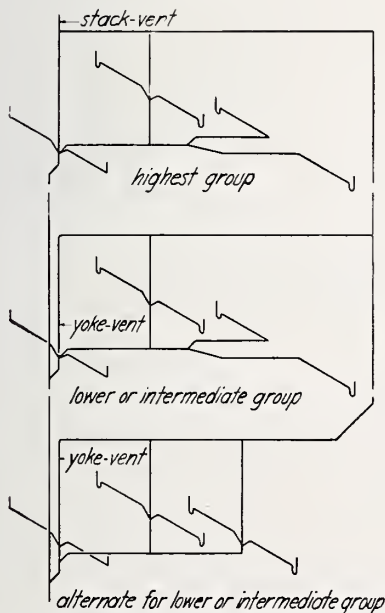 stack-vent
highest group
yoke-vent
lower or intermediate group
yoke-vent
alternate for lower or intermediate group